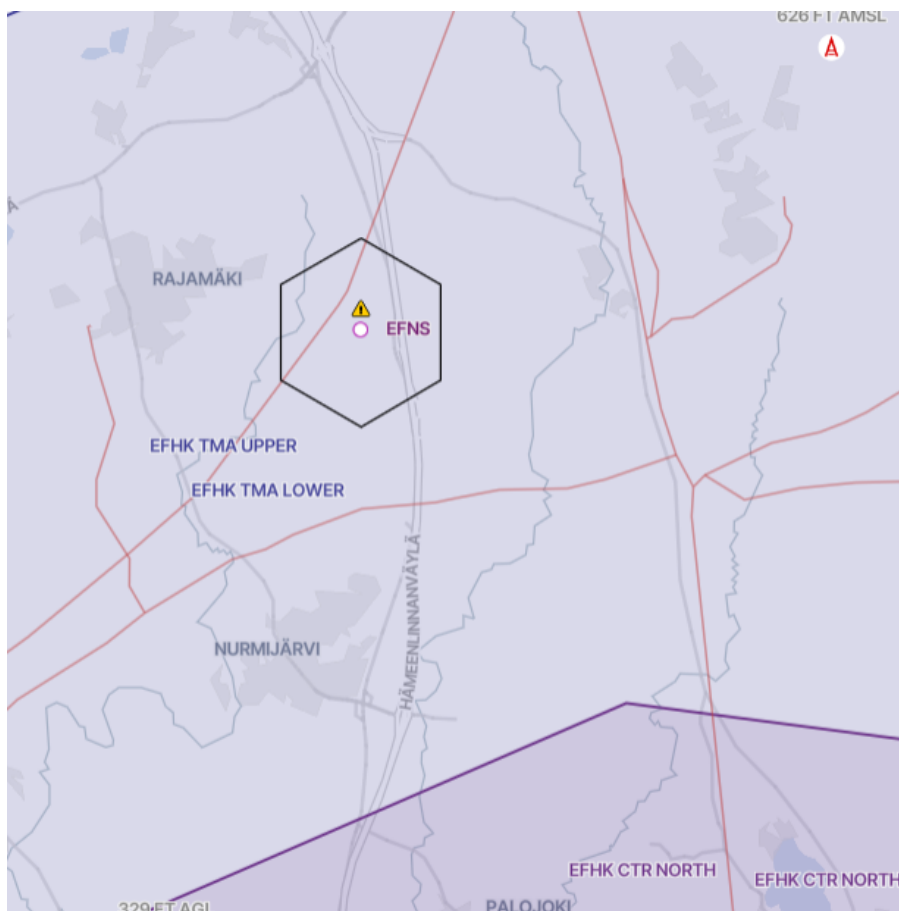 626 FT AMSL
RAJAMÄKI
EFNS
EFHK TMA UPPER
EFHK TMA LOWER
HÄMEENLINNANVÄYLÄ
NURMIJÄRVI
EFHK CTR NORTH
EFHK CTR NORTH
329 FT AGL
PALOJOKI